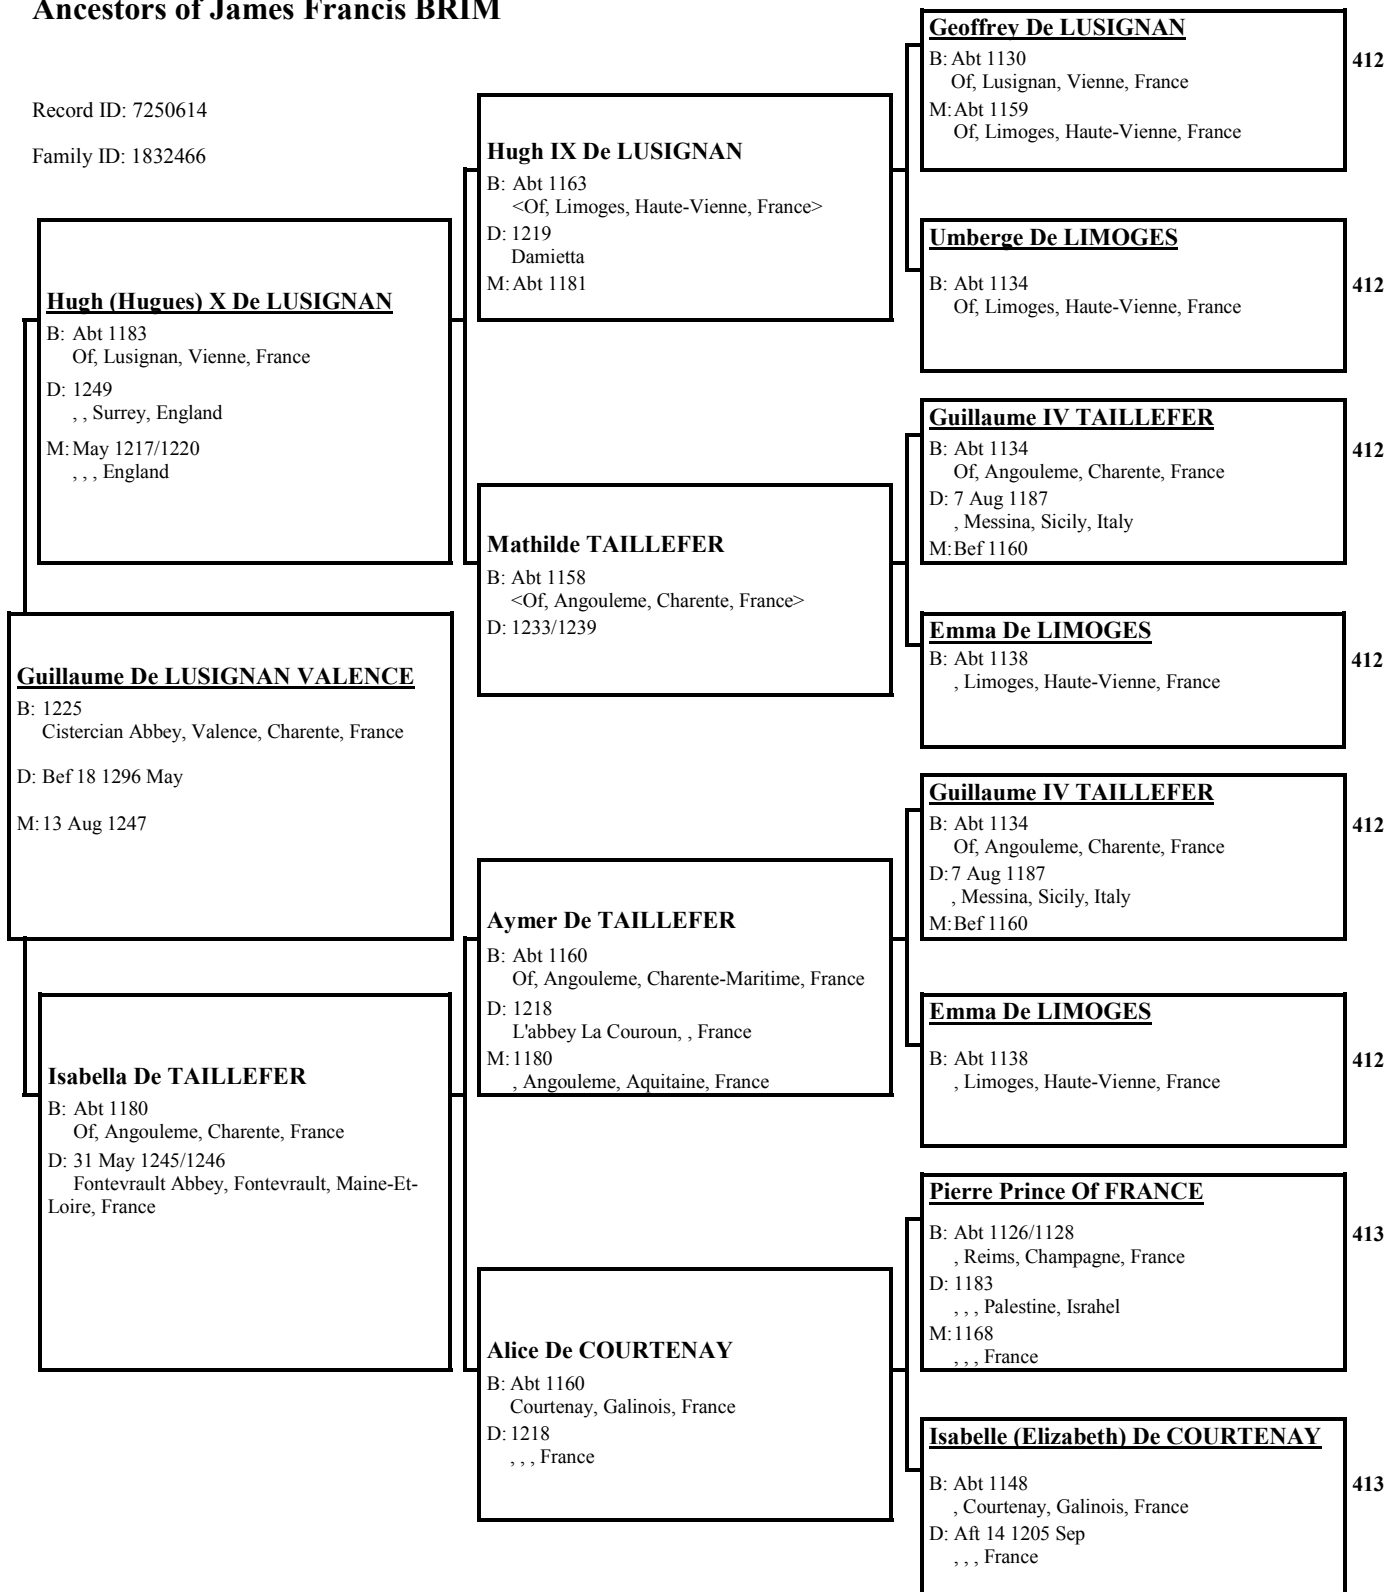 Ancestors of James Francis BRIM
Record ID: 7250614
Family ID: 1832466
Hugh (Hugues) X De LUSIGNAN
B: Abt 1183
Of, Lusignan, Vienne, France
D: 1249
, , Surrey, England
M: May 1217/1220
, , , England
Guillaume De LUSIGNAN VALENCE
B: 1225
Cistercian Abbey, Valence, Charente, France
D: Bef 18 1296 May
M: 13 Aug 1247
Isabella De TAILLEFER
B: Abt 1180
Of, Angouleme, Charente, France
D: 31 May 1245/1246
Fontevrault Abbey, Fontevrault, Maine-Et-
Loire, France
Hugh IX De LUSIGNAN
B: Abt 1163
<Of, Limoges, Haute-Vienne, France>
D: 1219
Damietta
M: Abt 1181
Mathilde TAILLEFER
B: Abt 1158
<Of, Angouleme, Charente, France>
D: 1233/1239
Aymer De TAILLEFER
B: Abt 1160
Of, Angouleme, Charente-Maritime, France
D: 1218
L'abbey La Couroun, , France
M: 1180
, Angouleme, Aquitaine, France
Alice De COURTENAY
B: Abt 1160
Courtenay, Galinois, France
D: 1218
, , , France
Geoffrey De LUSIGNAN
B: Abt 1130
Of, Lusignan, Vienne, France
M: Abt 1159
Of, Limoges, Haute-Vienne, France
412
Umberge De LIMOGES
B: Abt 1134
Of, Limoges, Haute-Vienne, France
412
Guillaume IV TAILLEFER
B: Abt 1134
Of, Angouleme, Charente, France
D: 7 Aug 1187
, Messina, Sicily, Italy
M: Bef 1160
412
Emma De LIMOGES
B: Abt 1138
, Limoges, Haute-Vienne, France
412
Guillaume IV TAILLEFER
B: Abt 1134
Of, Angouleme, Charente, France
D: 7 Aug 1187
, Messina, Sicily, Italy
M: Bef 1160
412
Emma De LIMOGES
B: Abt 1138
, Limoges, Haute-Vienne, France
412
Pierre Prince Of FRANCE
B: Abt 1126/1128
, Reims, Champagne, France
D: 1183
, , , Palestine, Israhel
M: 1168
, , , France
413
Isabelle (Elizabeth) De COURTENAY
B: Abt 1148
, Courtenay, Galinois, France
D: Aft 14 1205 Sep
, , , France
413